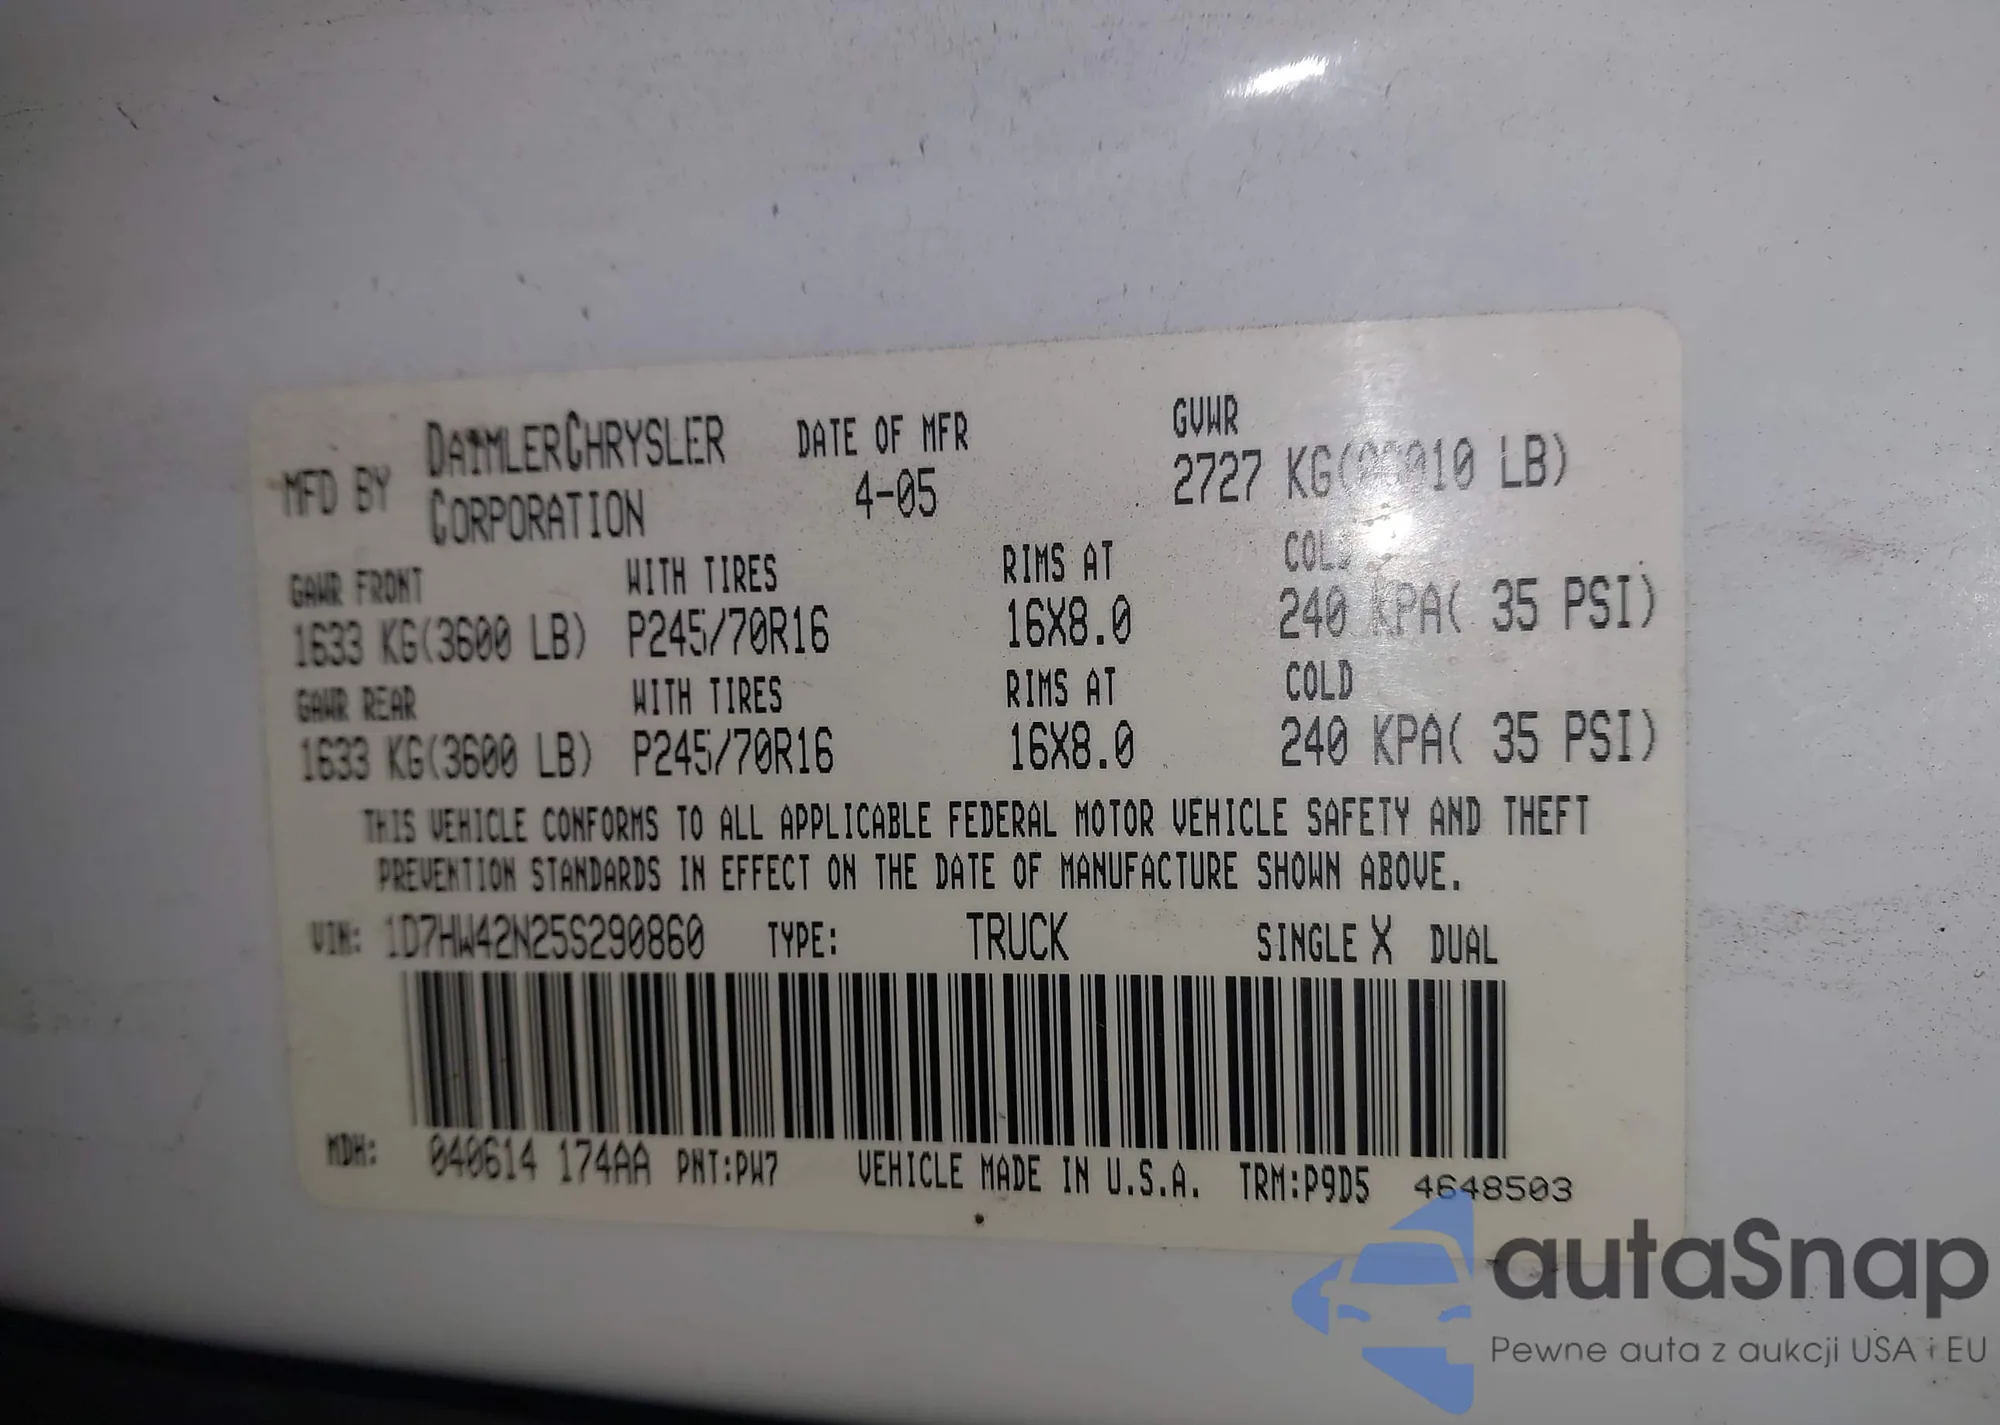 MFD BY DAIMLERCHRYSLER CORPORATION DATE OF MFR 4-05 GVWR 2727 KG(06010 LB)
GAWR FRONT WITH TIRES RIMS AT COLD
1633 KG(3600 LB) P245/70R16 16X8.0 240 KPA( 35 PSI)
GAWR REAR WITH TIRES RIMS AT COLD
1633 KG(3600 LB) P245/70R16 16X8.0 240 KPA( 35 PSI)
THIS VEHICLE CONFORMS TO ALL APPLICABLE FEDERAL MOTOR VEHICLE SAFETY AND THEFT
PREVENTION STANDARDS IN EFFECT ON THE DATE OF MANUFACTURE SHOWN ABOVE.
VIN: 1D7HW42N25S290860 TYPE: TRUCK SINGLE X DUAL
MDH: 040614 174AA PNT:PW7 VEHICLE MADE IN U.S.A. TRM:P9D5 4648503
autaSnap
Pewne auta z aukcji USA i EU